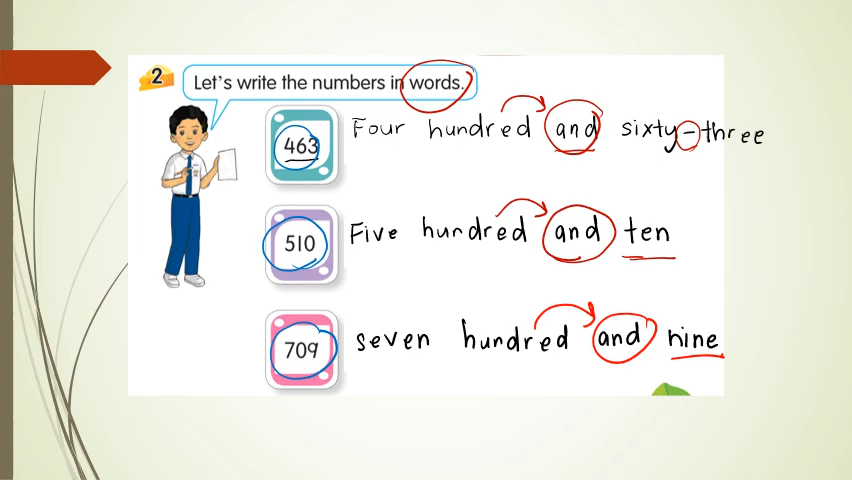 2
Let's write the numbers in words.
463 Four hundred and sixty-three
510 Five hundred and ten
709 seven hundred and nine